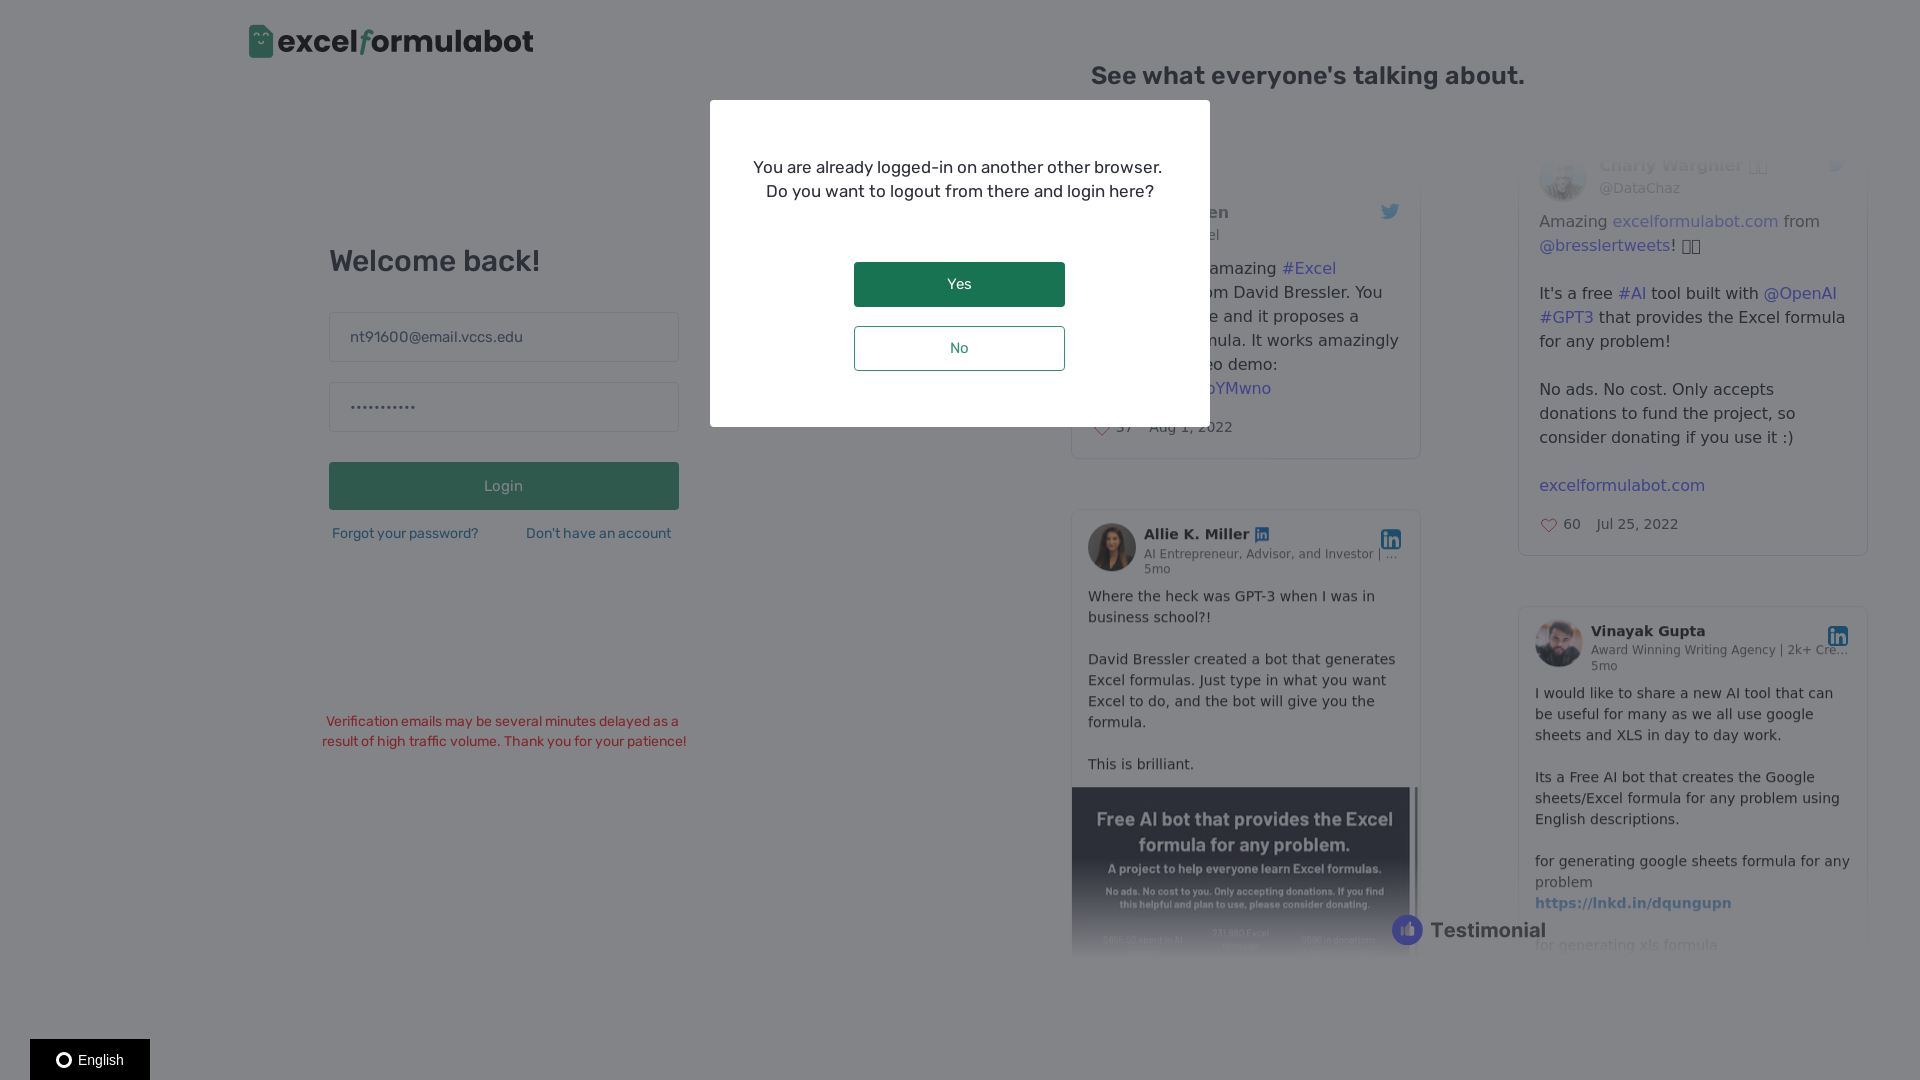 excelformulabot
See what everyone's talking about.
You are already logged-in on another other browser.
Do you want to logout from there and login here?
Yes
No
Welcome back!
nt91600@email.vccs.edu
Login
Forgot your password?
Don't have an account
Verification emails may be several minutes delayed as a
result of high traffic volume. Thank you for your patience!
en
el
amazing #Excel
om David Bressler. You
e and it proposes a
mula. It works amazingly
eo demo:
oYMwno
37 Aug 1, 2022
Allie K. Miller
AI Entrepreneur, Advisor, and Investor | ...
5mo
Where the heck was GPT-3 when I was in
business school?!
David Bressler created a bot that generates
Excel formulas. Just type in what you want
Excel to do, and the bot will give you the
formula.
This is brilliant.
Free AI bot that provides the Excel
formula for any problem.
A project to help everyone learn Excel formulas.
No ads. No cost to you. Only accepting donations. If you find
this helpful and plan to use, please consider donating.
Charly Wargnier
@DataChaz
Amazing excelformulabot.com from
@bresslertweets!
It's a free #AI tool built with @OpenAI
#GPT3 that provides the Excel formula
for any problem!
No ads. No cost. Only accepts
donations to fund the project, so
consider donating if you use it :)
excelformulabot.com
60 Jul 25, 2022
Vinayak Gupta
Award Winning Writing Agency | 2k+ Cre...
5mo
I would like to share a new AI tool that can
be useful for many as we all use google
sheets and XLS in day to day work.
Its a Free AI bot that creates the Google
sheets/Excel formula for any problem using
English descriptions.
for generating google sheets formula for any
problem
https://lnkd.in/dqungupn
for generating xls formula
Testimonial
English